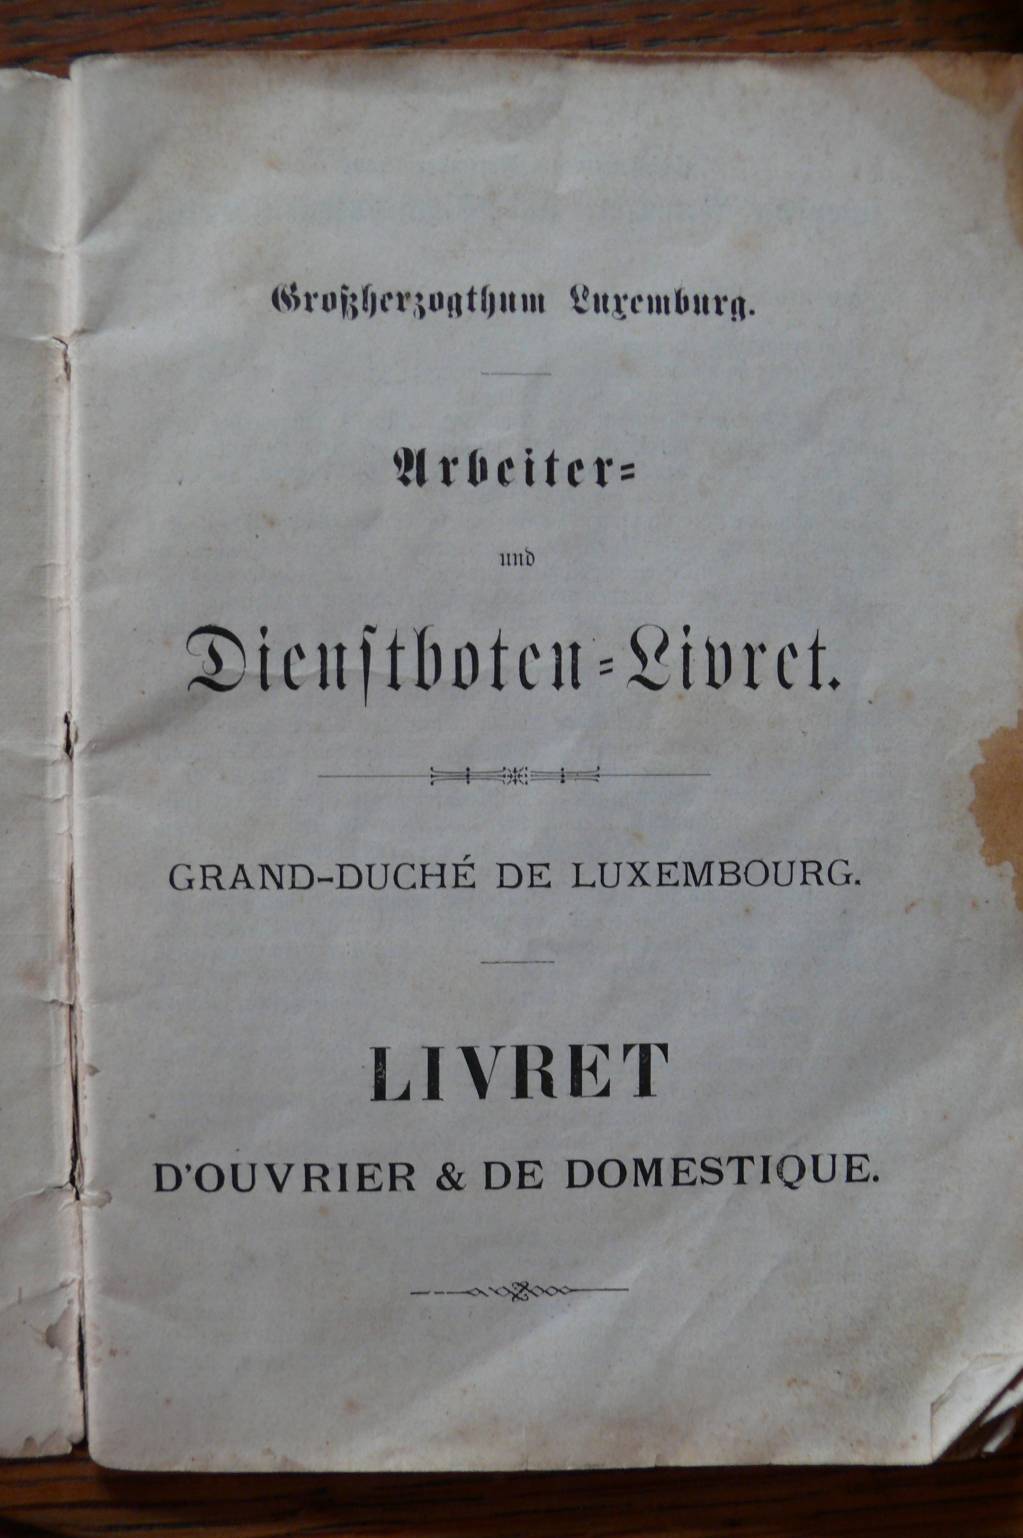 Großherzogthum Luxemburg.
Arbeiter-
und
Dienstboten-Livret.
GRAND-DUCHÉ DE LUXEMBOURG.
LIVRET
D'OUVRIER & DE DOMESTIQUE.